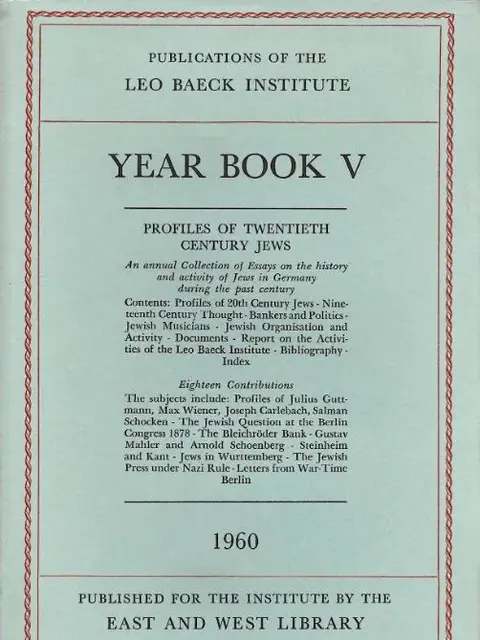 PUBLICATIONS OF THE
LEO BAECK INSTITUTE
YEAR BOOK V
PROFILES OF TWENTIETH
CENTURY JEWS
An annual Collection of Essays on the history
and activity of Jews in Germany
during the past century
Contents: Profiles of 20th Century Jews - Nine-
teenth Century Thought - Bankers and Politics -
Jewish Musicians - Jewish Organisation and
Activity - Documents - Report on the Activi-
ties of the Leo Baeck Institute - Bibliography -
Index
Eighteen Contributions
The subjects include: Profiles of Julius Gutt-
mann, Max Wiener, Joseph Carlebach, Salman
Schocken - The Jewish Question at the Berlin
Congress 1878 - The Bleichröder Bank - Gustav
Mahler and Arnold Schoenberg - Steinheim
and Kant - Jews in Wurttemberg - The Jewish
Press under Nazi Rule - Letters from War-Time
Berlin
1960
PUBLISHED FOR THE INSTITUTE BY THE
EAST AND WEST LIBRARY